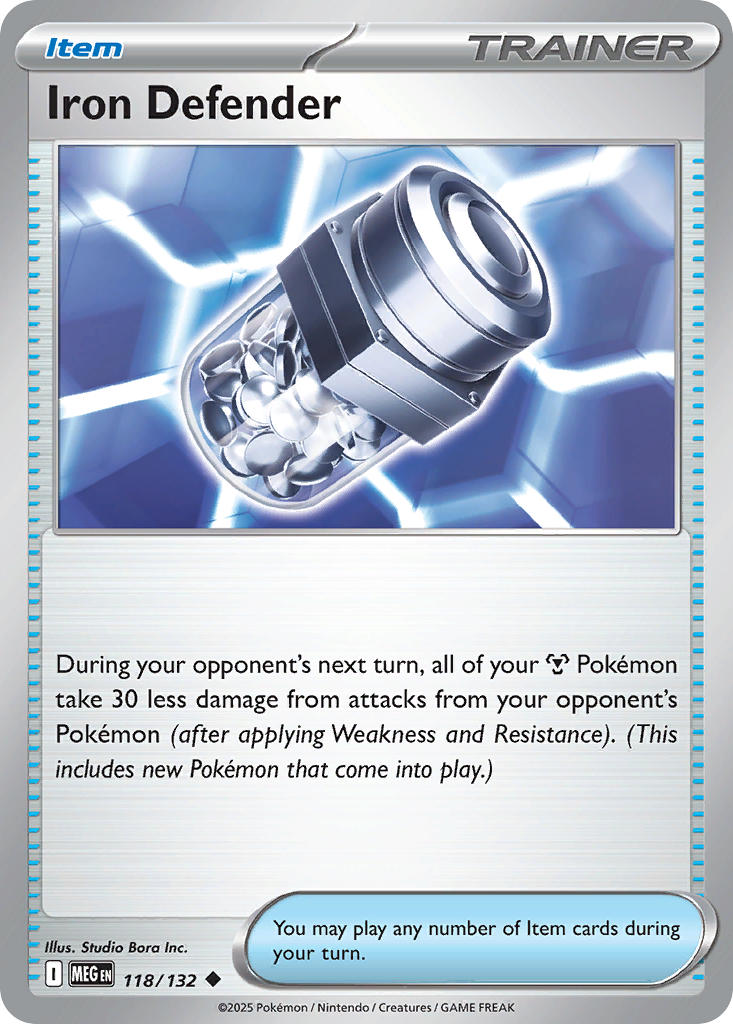 Item
TRAINER
Iron Defender
During your opponent's next turn, all of your Pokémon
take 30 less damage from attacks from your opponent's
Pokémon (after applying Weakness and Resistance). (This
includes new Pokémon that come into play.)
You may play any number of Item cards during
your turn.
Illus. Studio Bora Inc.
I MEG EN 118/132
©2025 Pokémon / Nintendo / Creatures / GAME FREAK